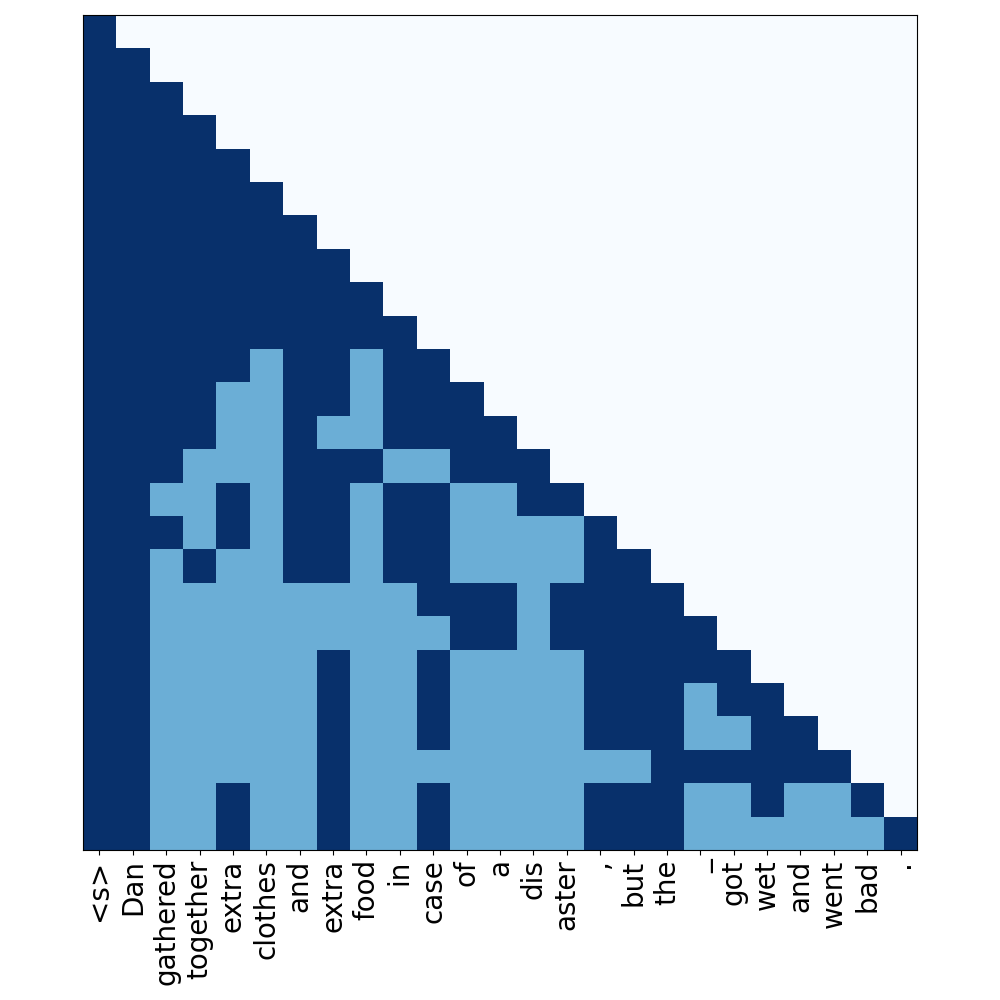 <s> Dan gathered together extra clothes and extra food in case of a dis aster , but the _ got wet and went bad .